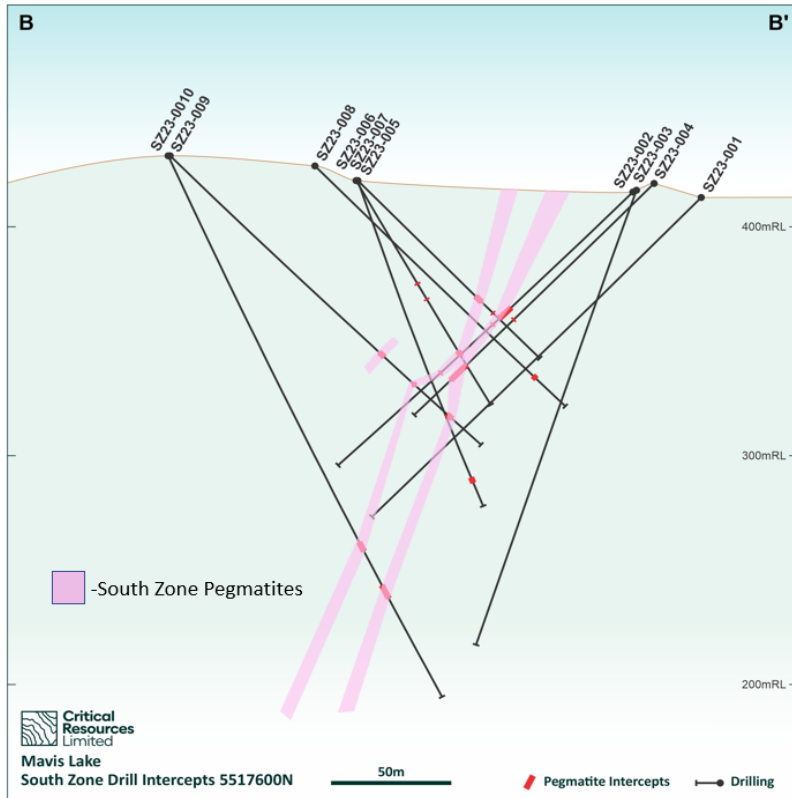 B
B'
SZ23-0010
SZ23-009
SZ23-008
SZ23-006
SZ23-007
SZ23-005
SZ23-002
SZ23-003
SZ23-004
SZ23-001
400mRL
300mRL
-South Zone Pegmatites
200mRL
Critical
Resources
Limited
Mavis Lake
South Zone Drill Intercepts 5517600N
50m
Pegmatite Intercepts
Drilling